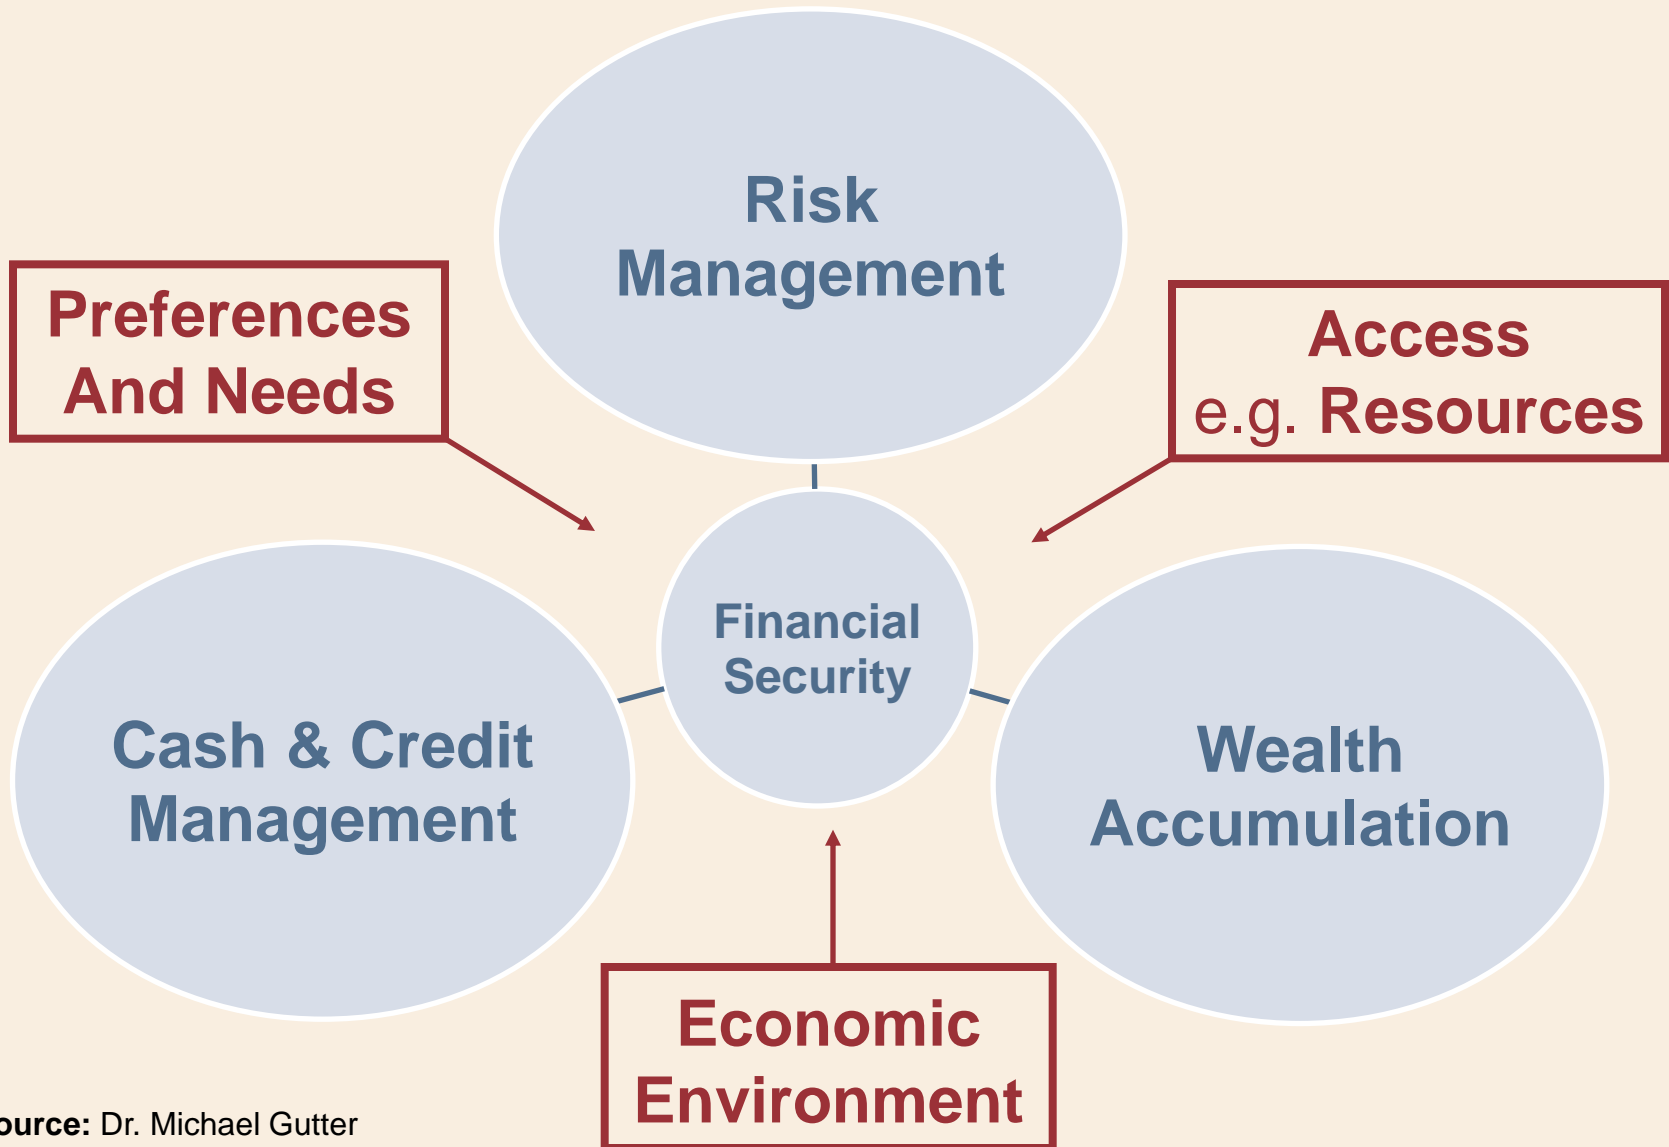 Risk
Management
Preferences
And Needs
Access
e.g. Resources
Financial
Security
Cash & Credit
Management
Wealth
Accumulation
Economic
Environment
ource: Dr. Michael Gutter